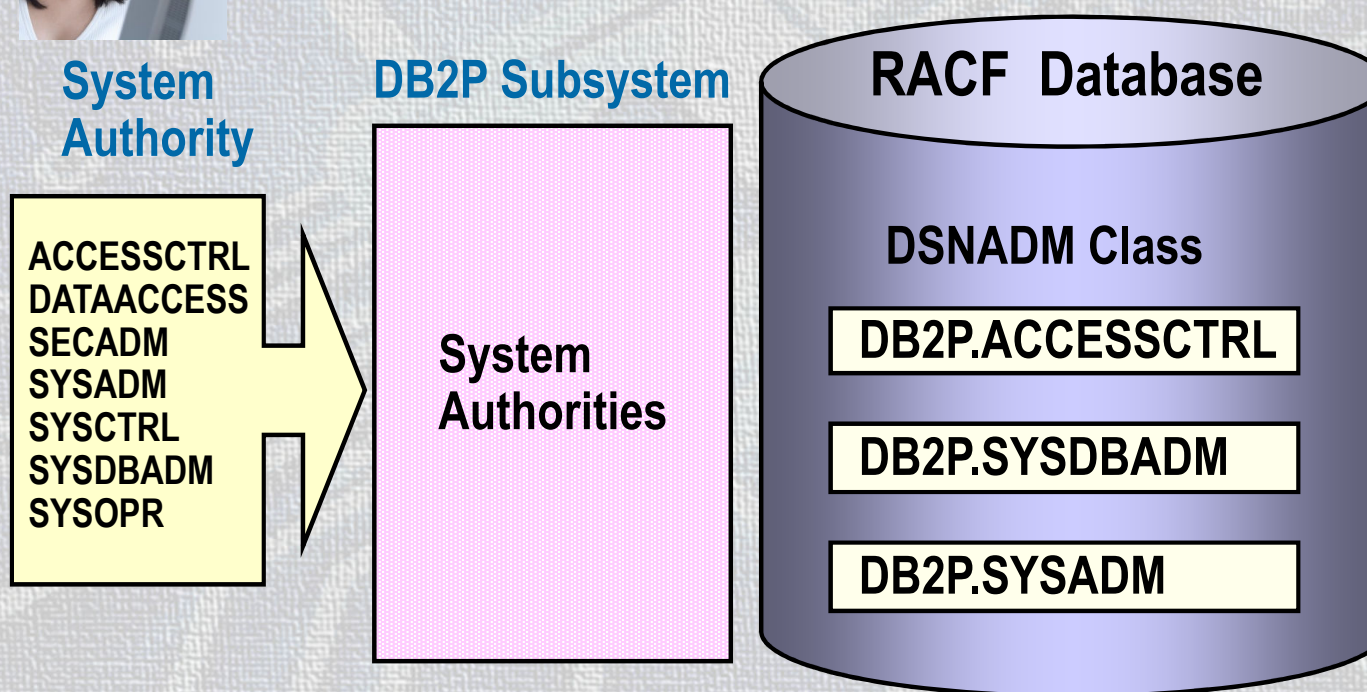 System
Authority
DB2P Subsystem
RACF Database
ACCESSCTRL
DATAACCESS
SECADM
SYSADM
SYSCTRL
SYSDBADM
SYSOPR
System
Authorities
DSNADM Class
DB2P.ACCESSCTRL
DB2P.SYSDBADM
DB2P.SYSADM